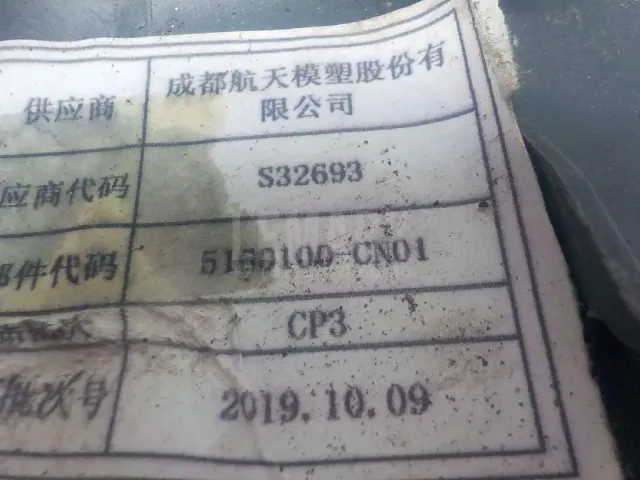 供应商
成都航天模塑股份有
限公司
应商代码
S32693
部件代码
5100100-CN01
CP3
批次号
2019.10.09